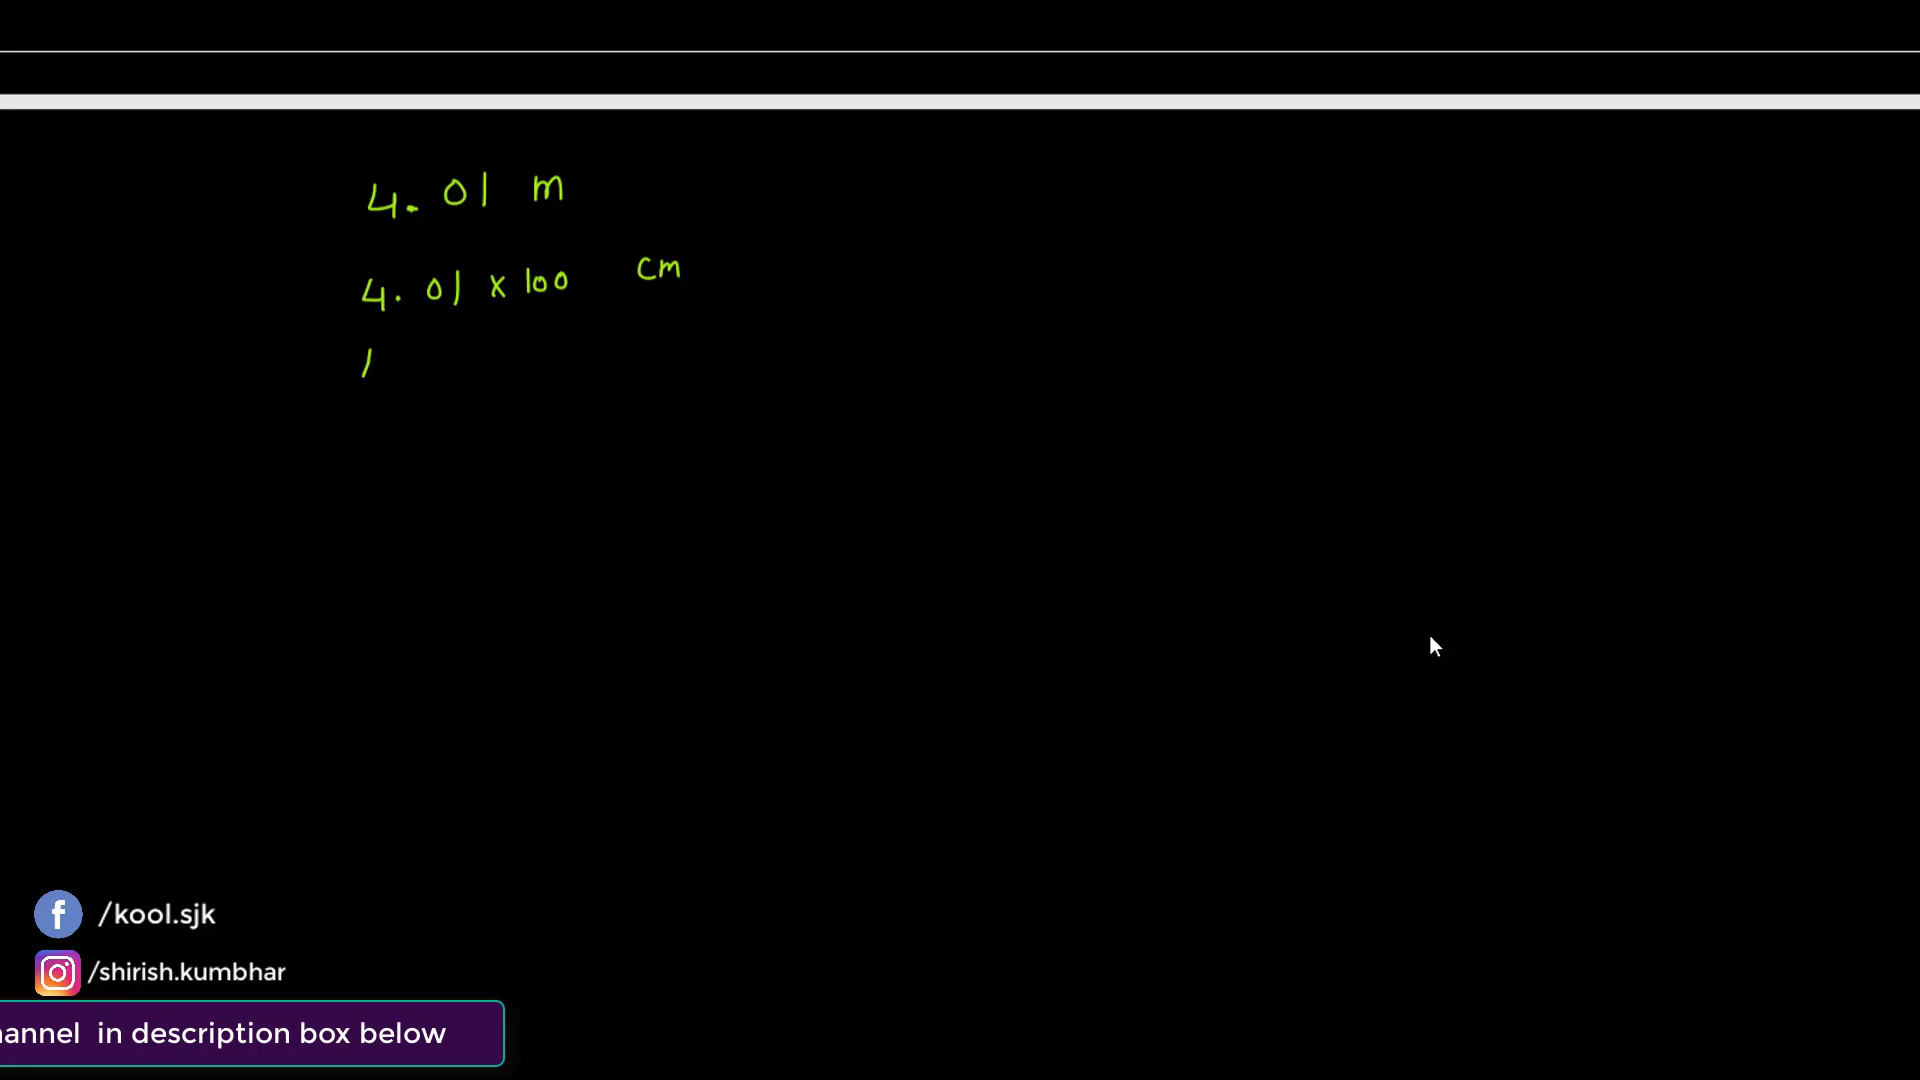 4.01 m
4.01 x 100 cm
/kool.sjk
/shirish.kumbhar
annel in description box below